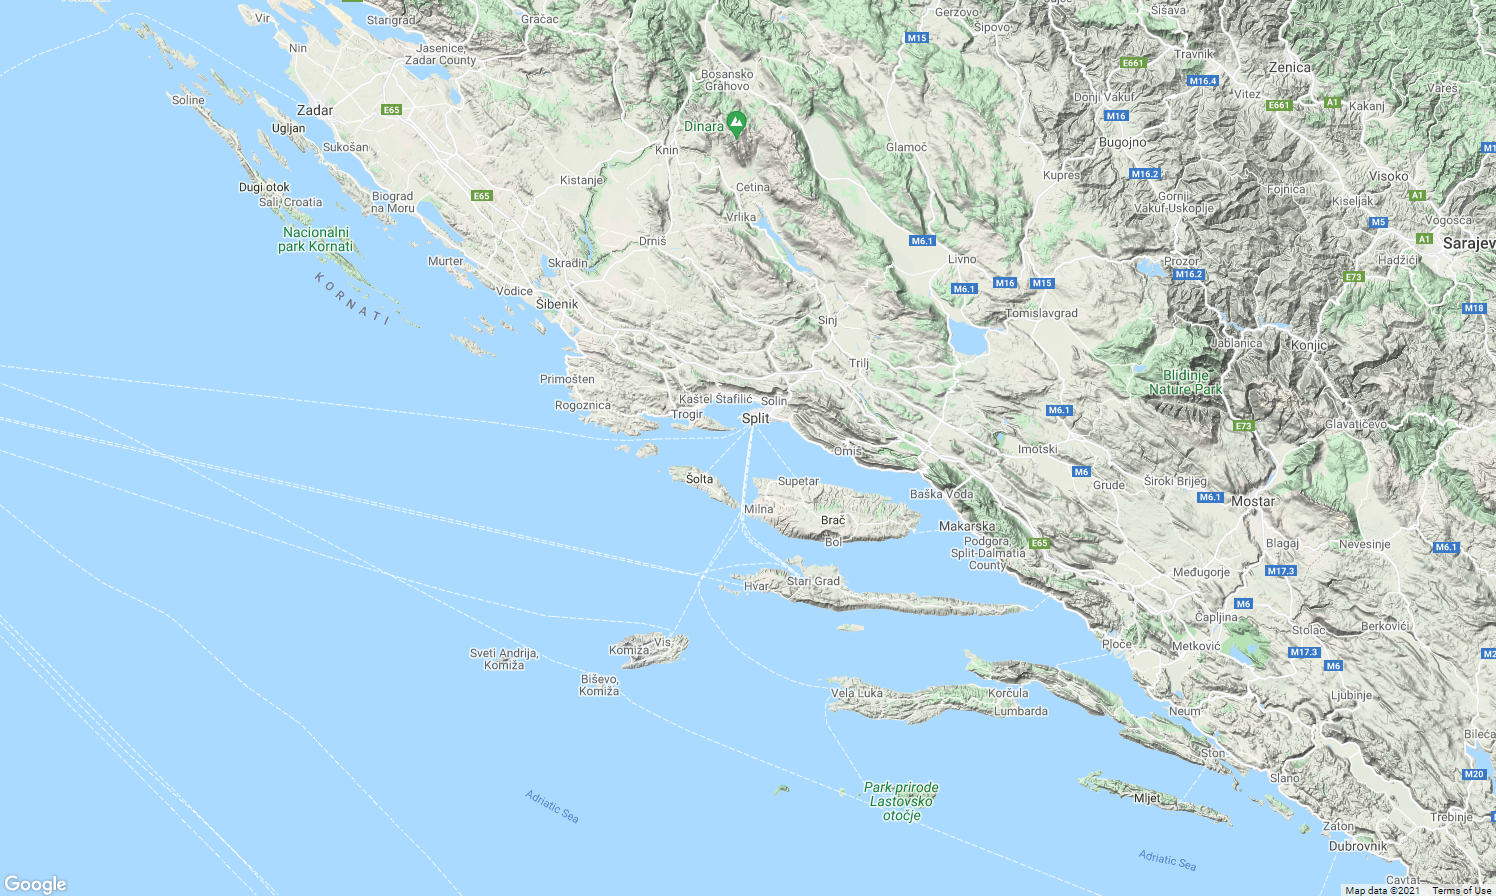 Vir
Starigrad
Gračac
Gerzovo
Šipovo
Šišava
M15
Nin
Jasenice,
Zadar County
Travnik
E661
Zenica
Bosansko
Grahovo
M16.4
Vitez
Vareš
Soline
Zadar
E65
Donji Vakuf
E661
A1
Kakanj
Ugljan
Dinara
M16
Sukošan
Knin
Glamoč
Bugojno
Kistanje
Kupres
M16.2
Visoko
Dugi otok
Sali, Croatia
Biograd
na Moru
E65
Cetina
Gornji
Vakuf-Uskoplje
Fojnica
Kiseljak
A1
Vrlika
M5
Vogošća
Nacionalni
park Kornati
Drniš
M6.1
A1
Sarajev
Murter
Skradin
Livno
Prozor
M16.2
E73
Hadžići
KORNATI
Vodice
Šibenik
M6.1
M16
M15
M18
Sinj
Tomislavgrad
Jablanica
Konjic
Primošten
Trilj
Blidinje
Nature Park
Rogoznica
Kaštel Štafilić
Solin
Trogir
Split
M6.1
E73
Glavatičevo
Omiš
Imotski
M6
Šolta
Supetar
Grude
Široki Brijeg
M6.1
Baška Voda
Mostar
Milna
Brač
Makarska
Bol
Podgora,
Split-Dalmatia
County
E65
Blagaj
Nevesinje
M6.1
Hvar
Stari Grad
Međugorje
M17.3
M6
Čapljina
Stolac
Berkovići
Vis
Komiža
Sveti Andrija,
Komiža
Ploče
Metković
M17.3
M6
Biševo,
Komiža
Vela Luka
Korčula
Lumbarda
Neum
Ljubinje
Bileća
Ston
Slano
M20
Park prirode
Lastovsko
otočje
Mljet
Adriatic Sea
Trebinje
Zaton
Dubrovnik
Adriatic Sea
Cavtat
Google
Map data ©2021
Terms of Use